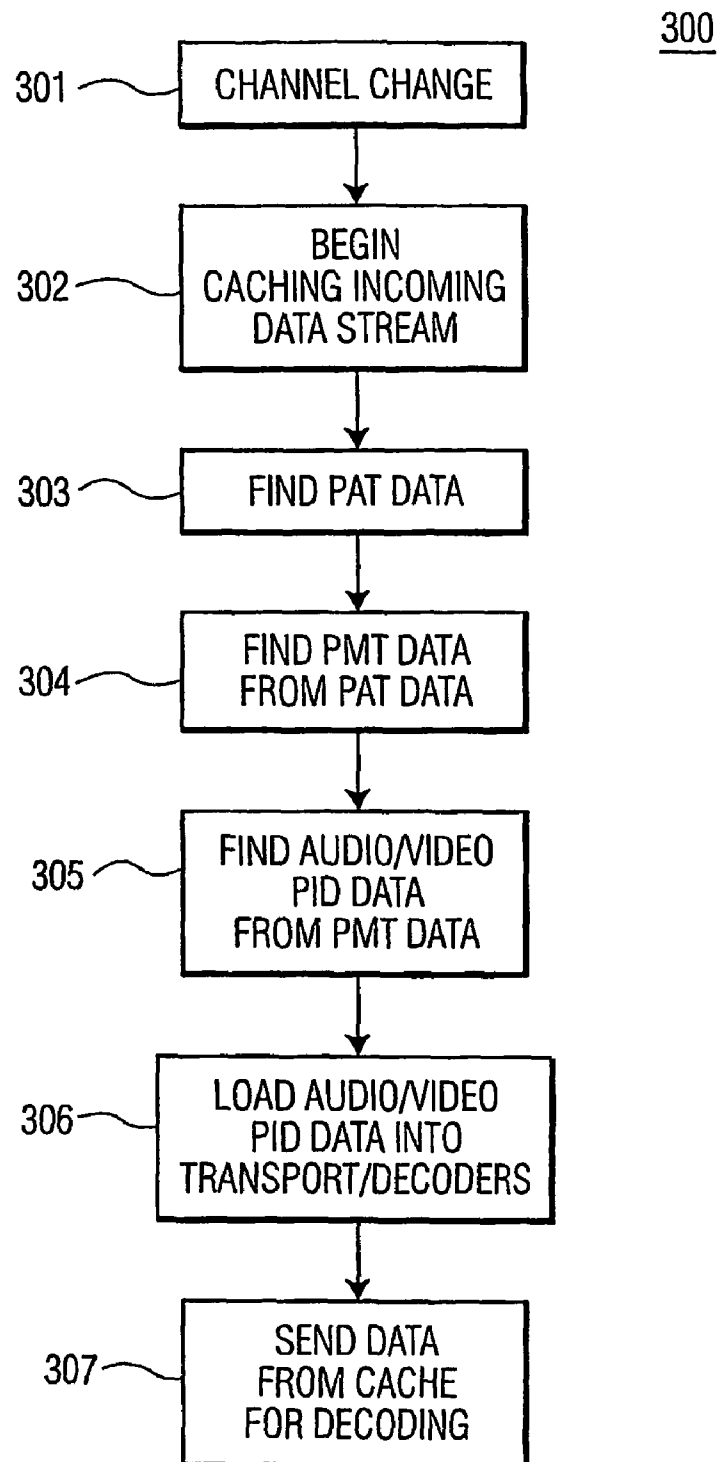 300
301
CHANNEL CHANGE
302
BEGIN
CACHING INCOMING
DATA STREAM
303
FIND PAT DATA
304
FIND PMT DATA
FROM PAT DATA
305
FIND AUDIO/VIDEO
PID DATA
FROM PMT DATA
306
LOAD AUDIO/VIDEO
PID DATA INTO
TRANSPORT/DECODERS
307
SEND DATA
FROM CACHE
FOR DECODING